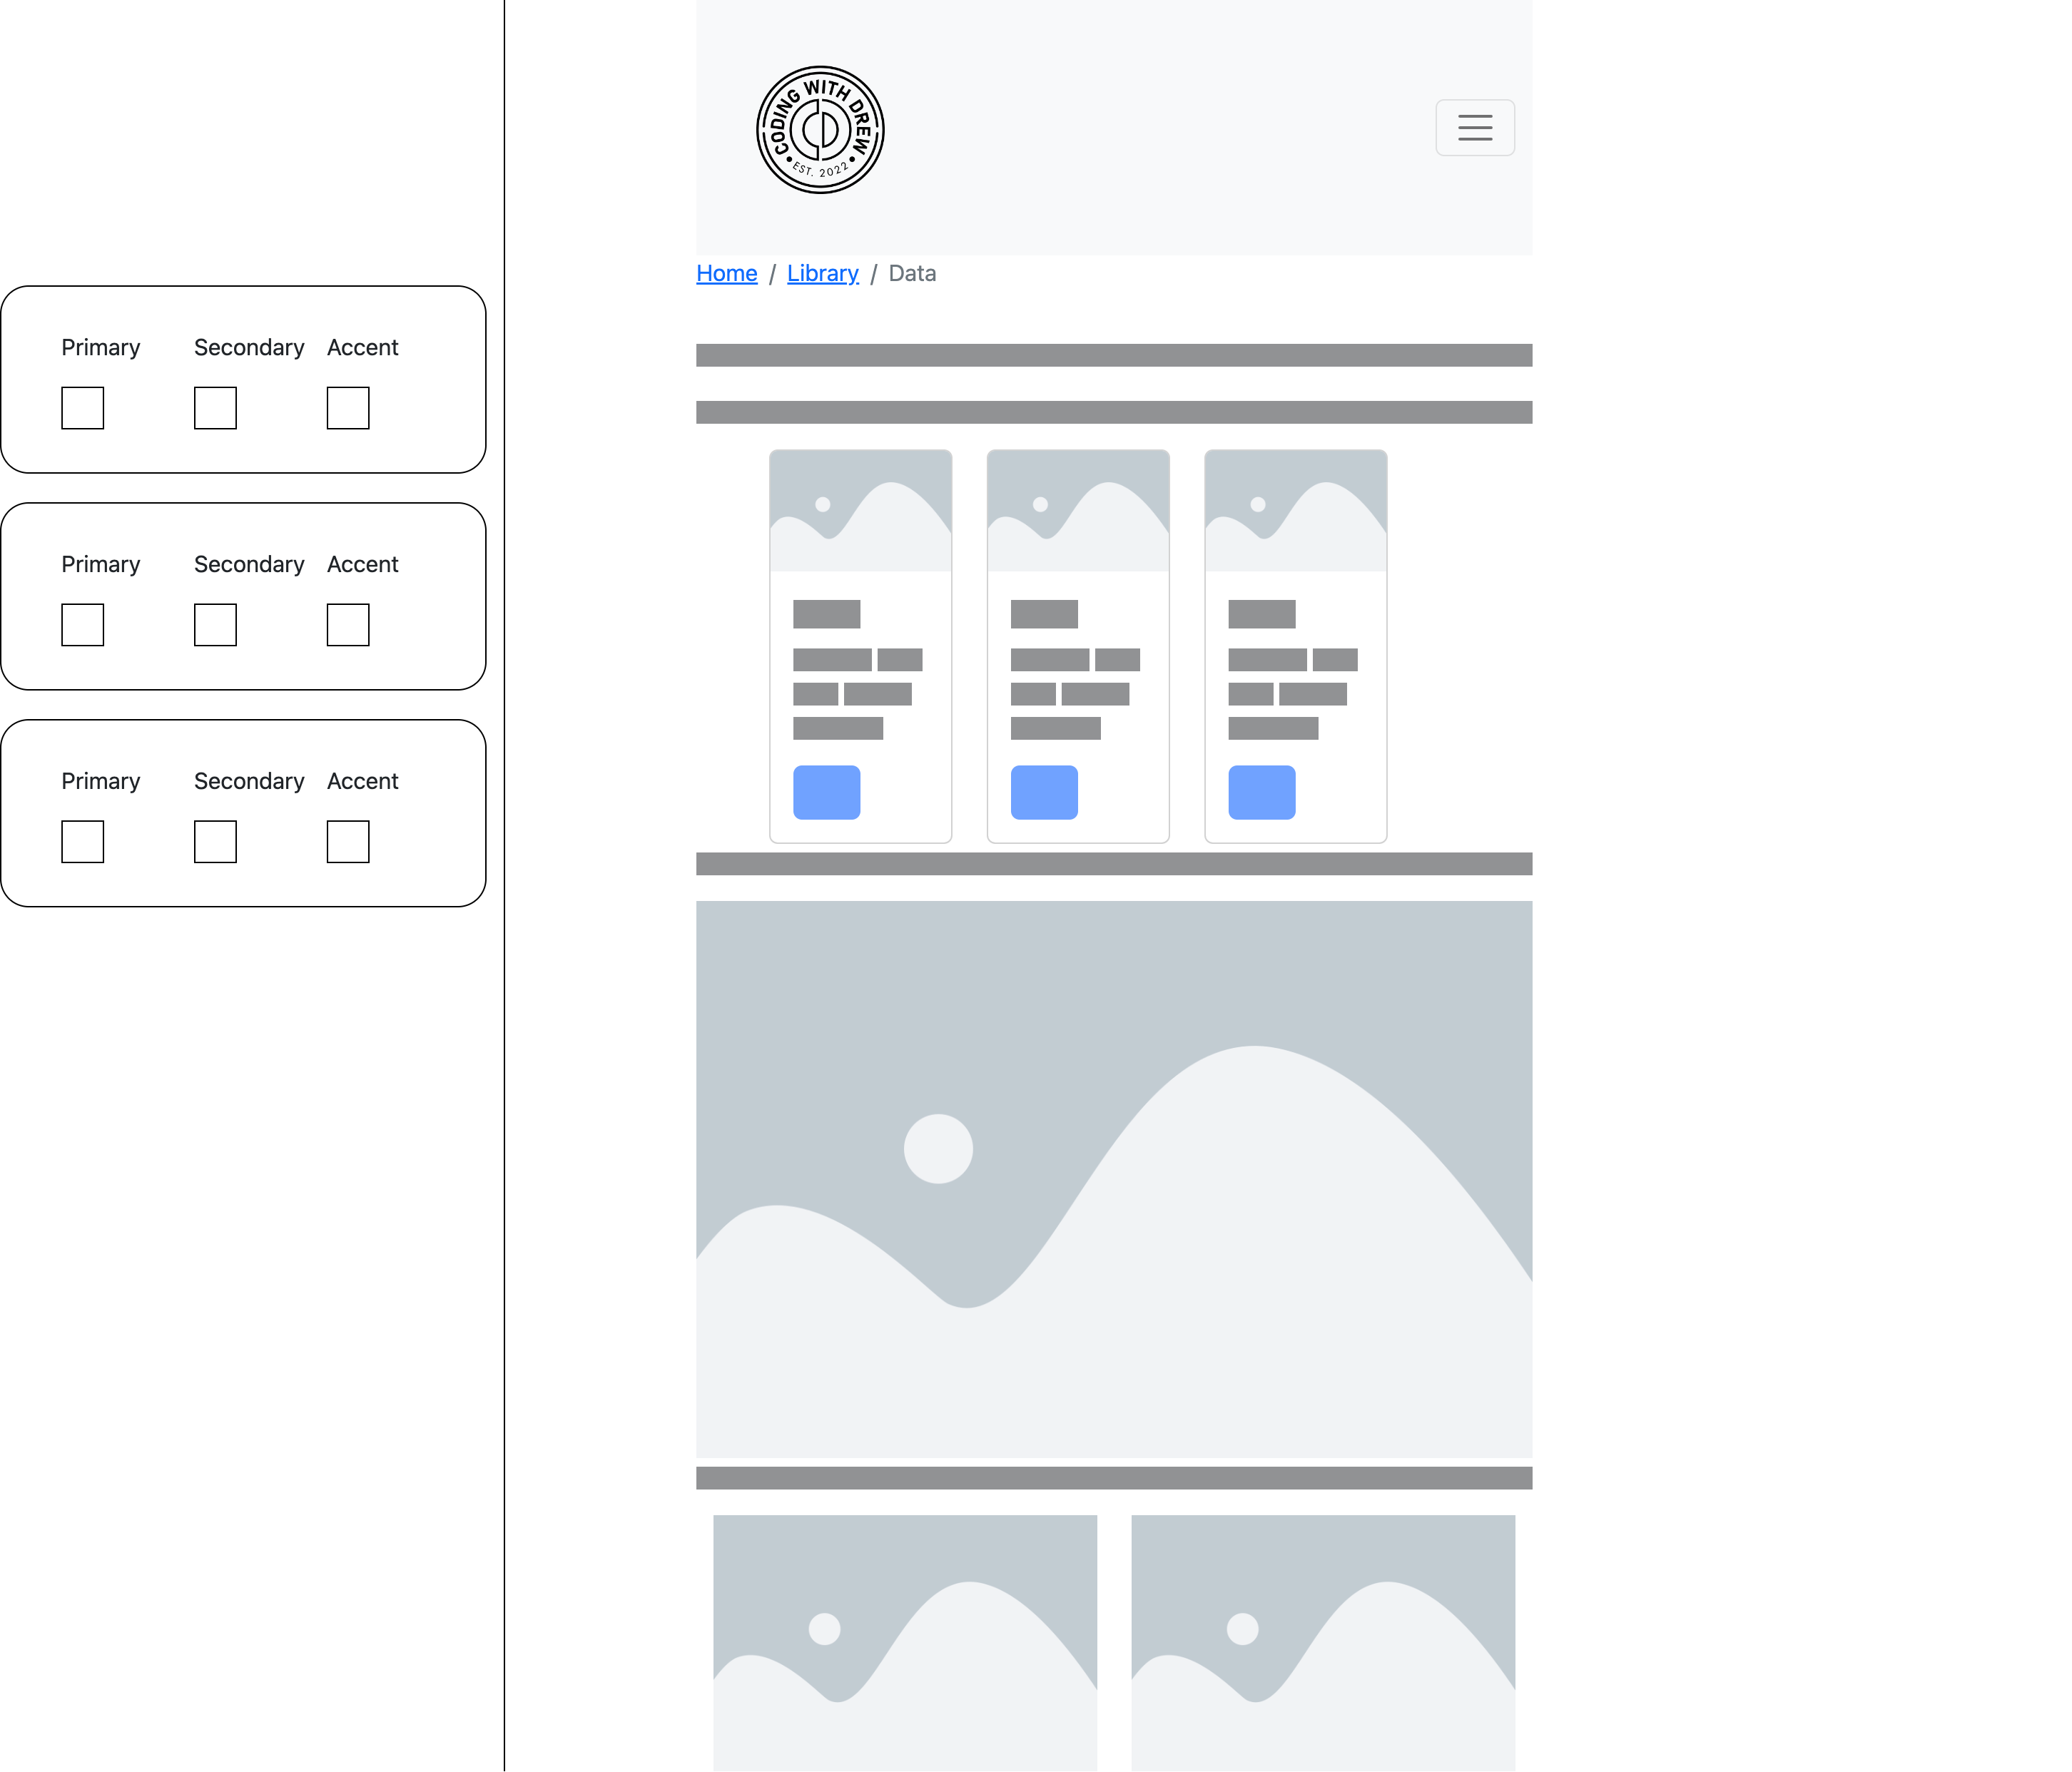 CODING WITH DREW
EST. 2022
Home / Library / Data
Primary Secondary Accent
Primary Secondary Accent
Primary Secondary Accent